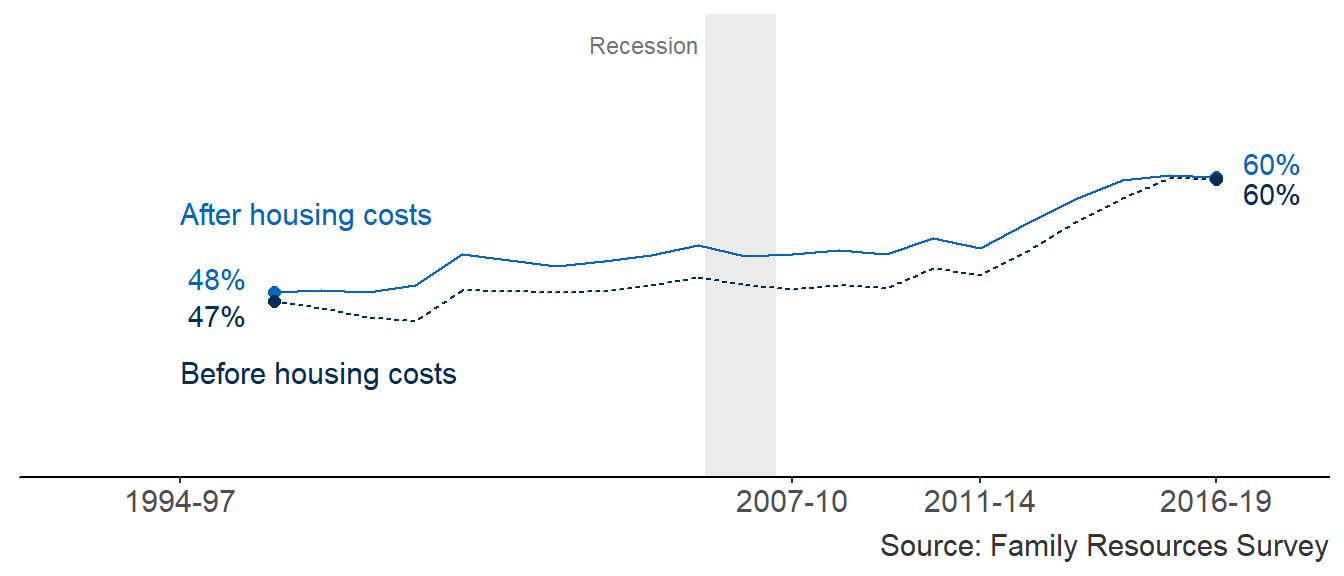 Recession
60%
60%
After housing costs
48%
47%
Before housing costs
1994-97
2007-10
2011-14
2016-19
Source: Family Resources Survey